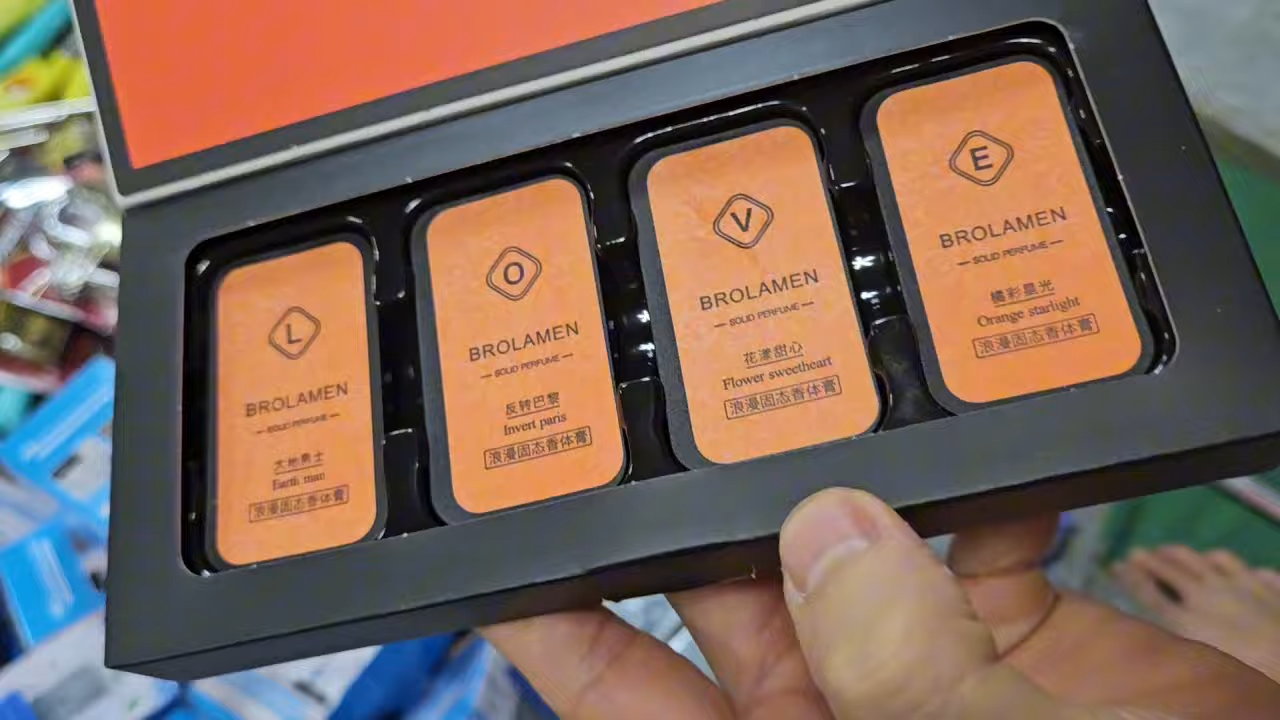 L
BROLAMEN
— SOLID PERFUME —
大地勇士
Earth man
浪漫固态香体膏
O
BROLAMEN
— SOLID PERFUME —
反转巴黎
Invert paris
浪漫固态香体膏
V
BROLAMEN
— SOLID PERFUME —
花漾甜心
Flower sweetheart
浪漫固态香体膏
E
BROLAMEN
— SOLID PERFUME —
橘彩星光
Orange starlight
浪漫固态香体膏